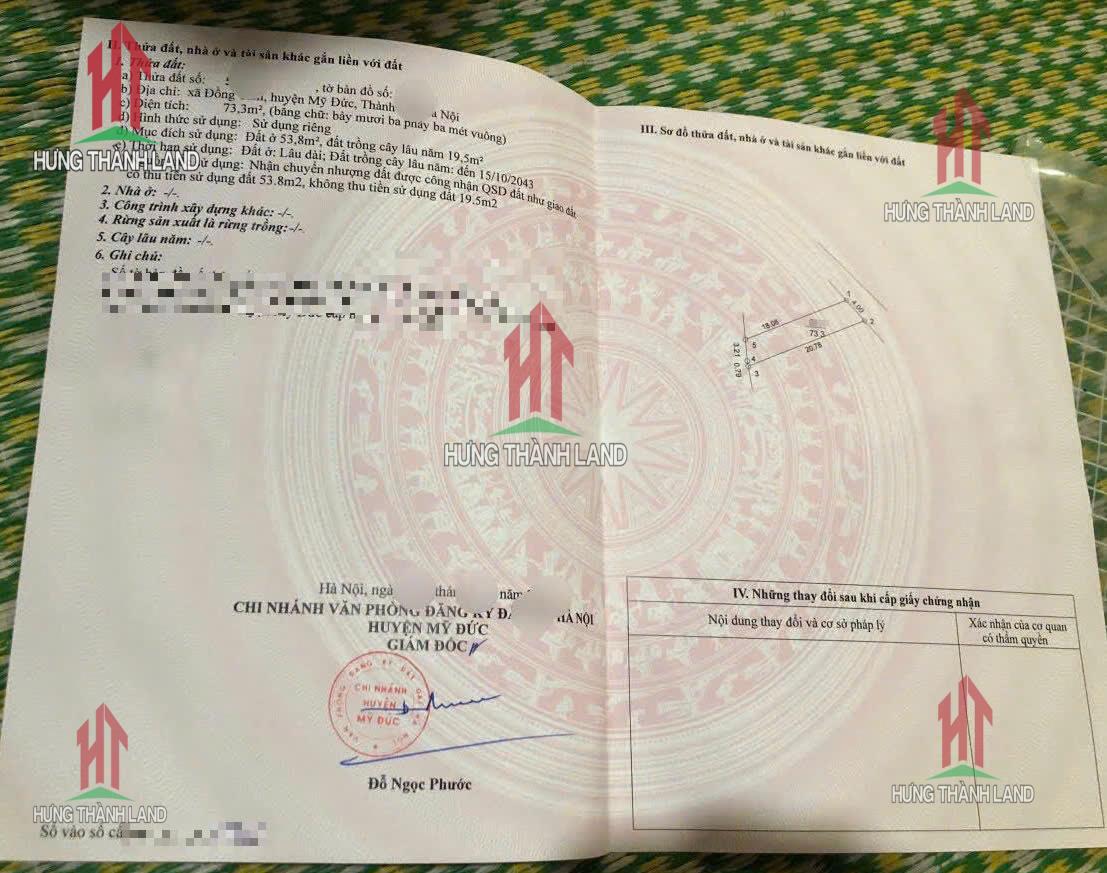 II. Thửa đất, nhà ở và tài sản khác gắn liền với đất
1. Thửa đất:
a) Thửa đất số: , tờ bản đồ số:
b) Địa chỉ: xã Đồng , huyện Mỹ Đức, Thành Nội
c) Diện tích: 73,3m², (bằng chữ: bảy mươi ba phẩy ba mét vuông)
d) Hình thức sử dụng: Sử dụng riêng
đ) Mục đích sử dụng: Đất ở 53,8m², đất trồng cây lâu năm 19,5m²
e) Thời hạn sử dụng: Đất ở: Lâu dài; Đất trồng cây lâu năm: đến 15/10/2043
sử dụng: Nhận chuyển nhượng đất được công nhận QSD đất như giao đất
có thu tiền sử dụng đất 53.8m2, không thu tiền sử dụng đất 19.5m2
2. Nhà ở: -/-.
3. Công trình xây dựng khác: -/-.
4. Rừng sản xuất là rừng trồng:-/-.
5. Cây lâu năm: -/-.
6. Ghi chú:
Hà Nội, năm
CHI NHÁNH VĂN PHÒNG ĐĂNG KÝ HÀ NỘI
HUYỆN MỸ ĐỨC
GIÁM ĐỐC
CHI NHÁNH
HUYỆN
MỸ ĐỨC
Đỗ Ngọc Phước
Số vào sổ
III. Sơ đồ thửa đất, nhà ở và tài sản khác gắn liền với đất
1
4.00
2
18.08
73.3
20.78
5
4
3
3.21
0.79
IV. Những thay đổi sau khi cấp giấy chứng nhận
Nội dung thay đổi và cơ sở pháp lý
Xác nhận của cơ quan
có thẩm quyền
HƯNG THÀNH LAND
HƯNG THÀNH LAND
HƯNG THÀNH LAND
HƯNG THÀNH LAND
HƯNG THÀNH LAND